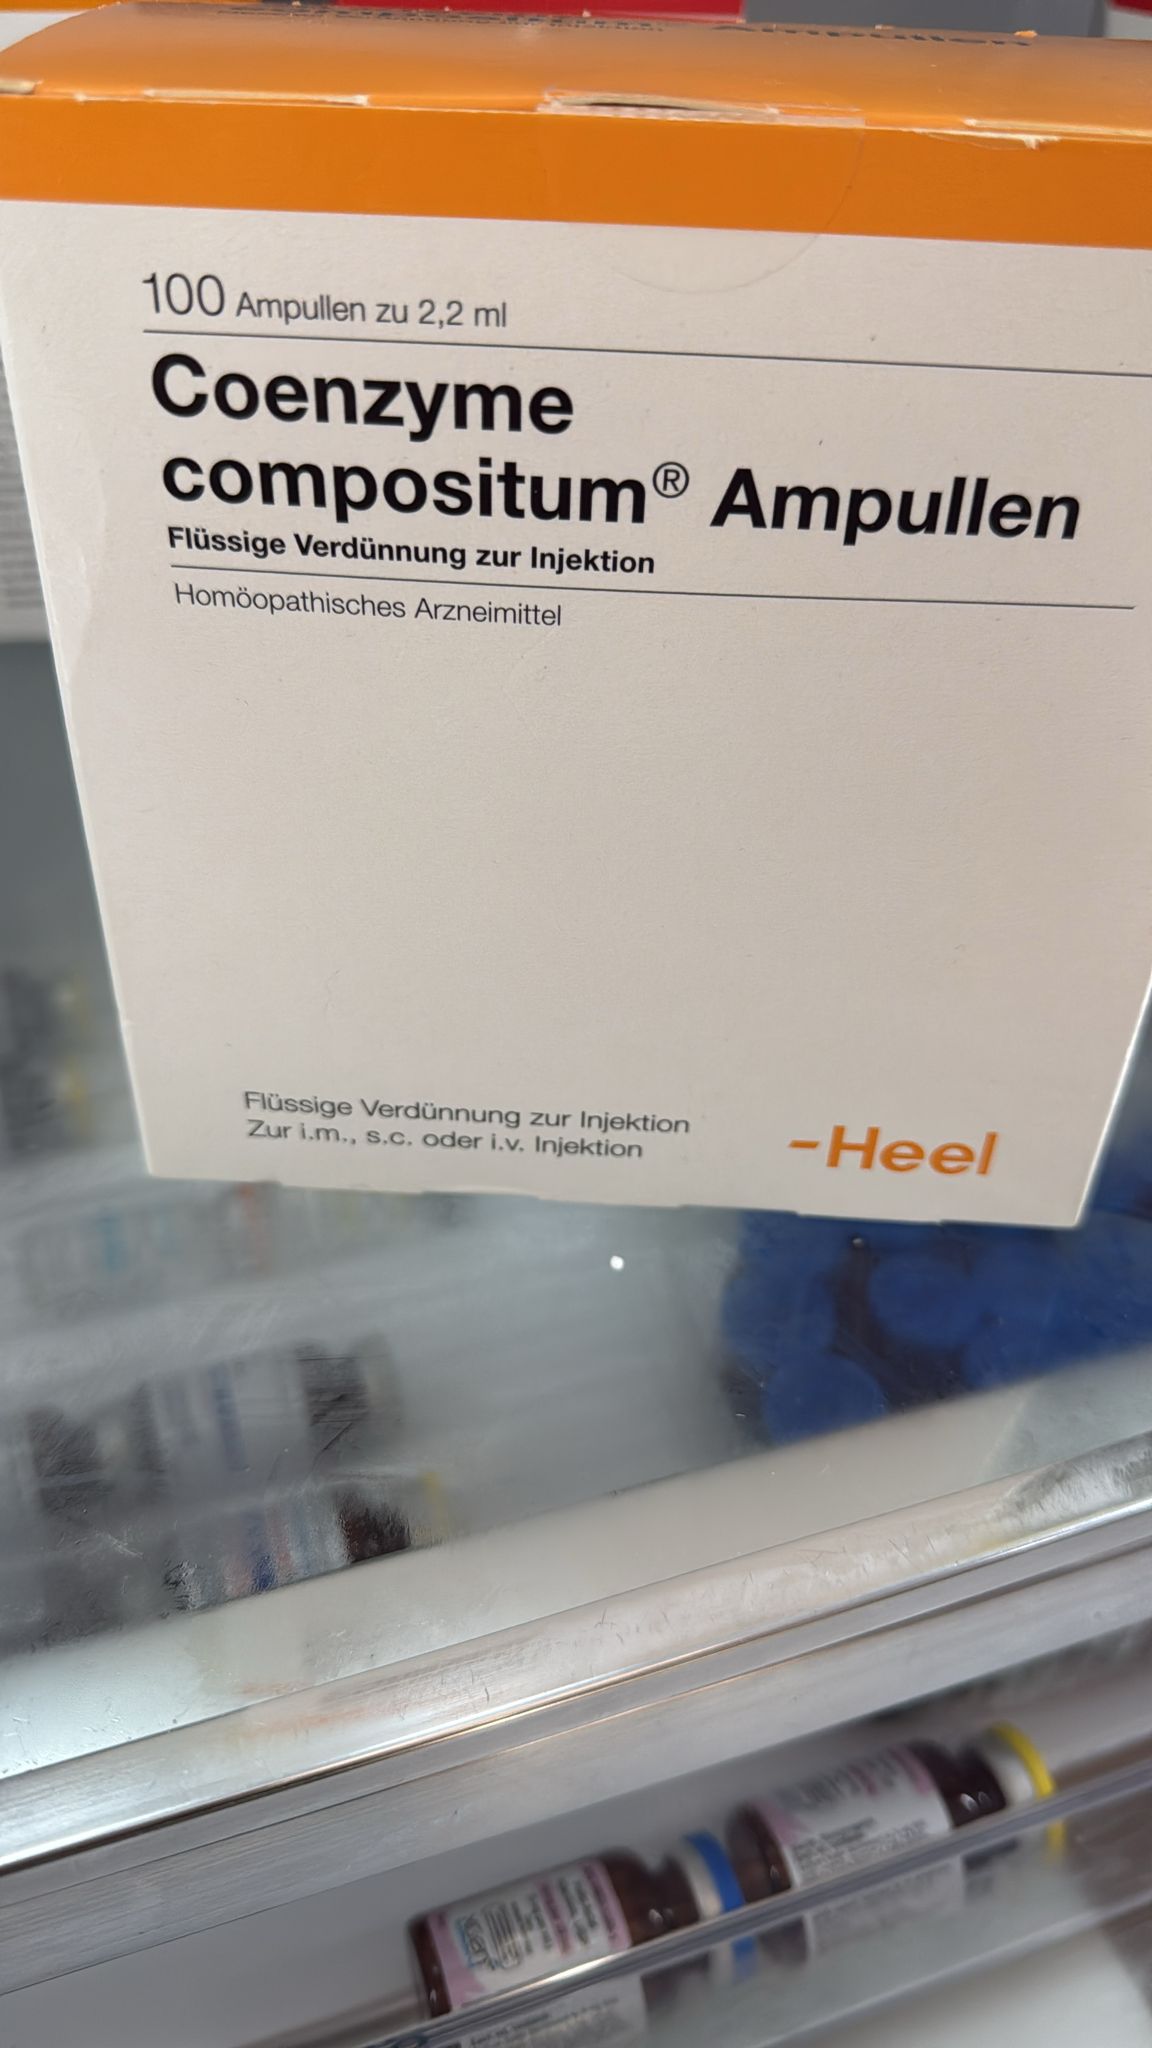 Ampullen
100 Ampullen zu 2,2 ml
Coenzyme
compositum® Ampullen
Flüssige Verdünnung zur Injektion
Homöopathisches Arzneimittel
Flüssige Verdünnung zur Injektion
Zur i.m., s.c. oder i.v. Injektion
-Heel